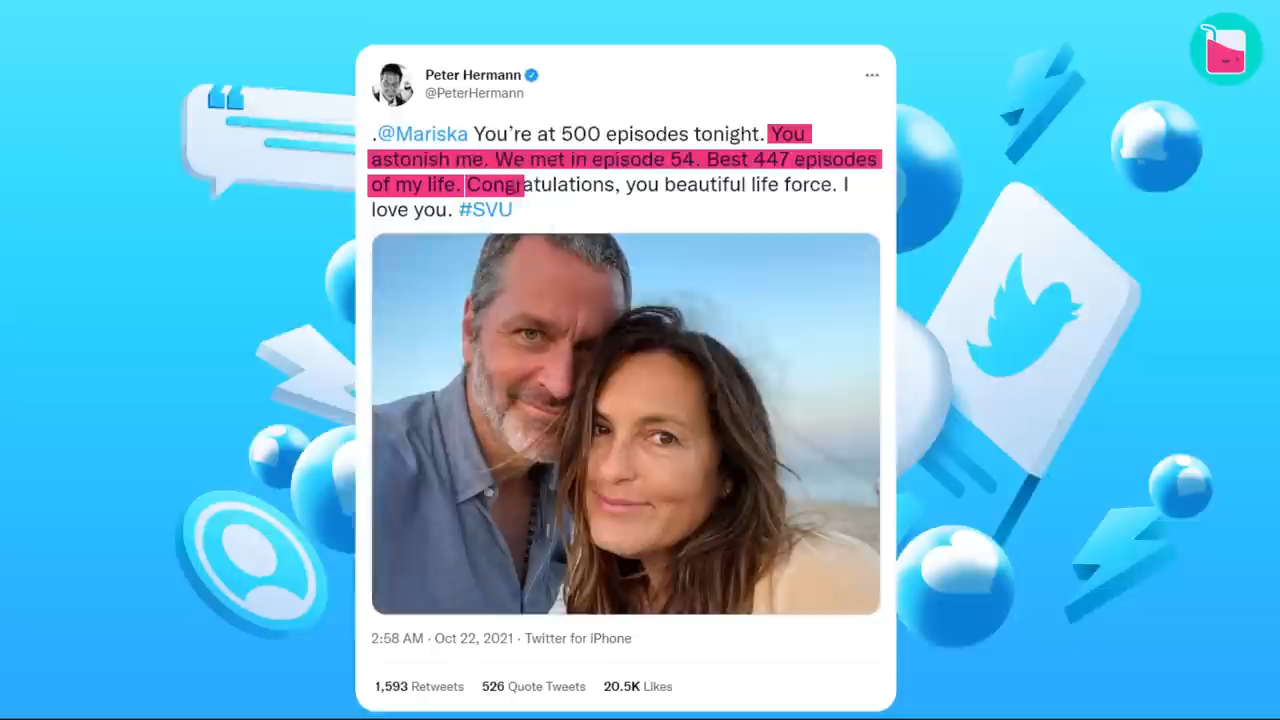 Peter Hermann
@PeterHermann
.@Mariska You're at 500 episodes tonight. You
astonish me. We met in episode 54. Best 447 episodes
of my life. Congratulations, you beautiful life force. I
love you. #SVU
2:58 AM · Oct 22, 2021 · Twitter for iPhone
1,593 Retweets 526 Quote Tweets 20.5K Likes